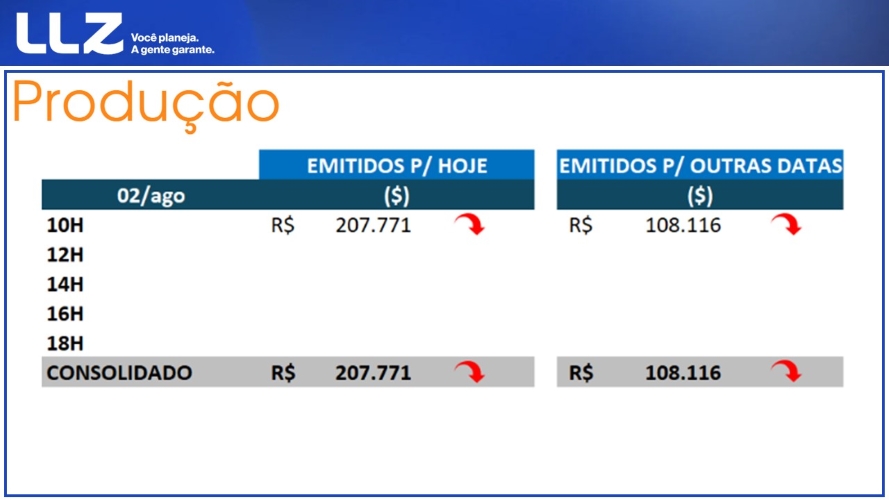 LLZ
Você planeja.
A gente garante.
Produção
EMITIDOS P/ HOJE EMITIDOS P/ OUTRAS DATAS
02/ago ($) ($)
10H R$ 207.771 R$ 108.116
12H
14H
16H
18H
CONSOLIDADO R$ 207.771 R$ 108.116